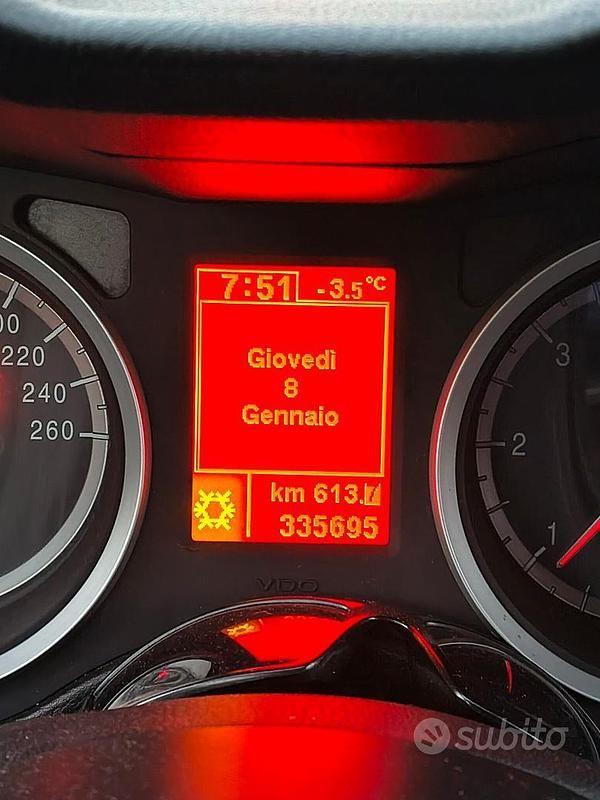 7:51 -3.5°C
Giovedì
8
Gennaio
km 613.7
335695
220
240
260
3
2
1
VDO
subito